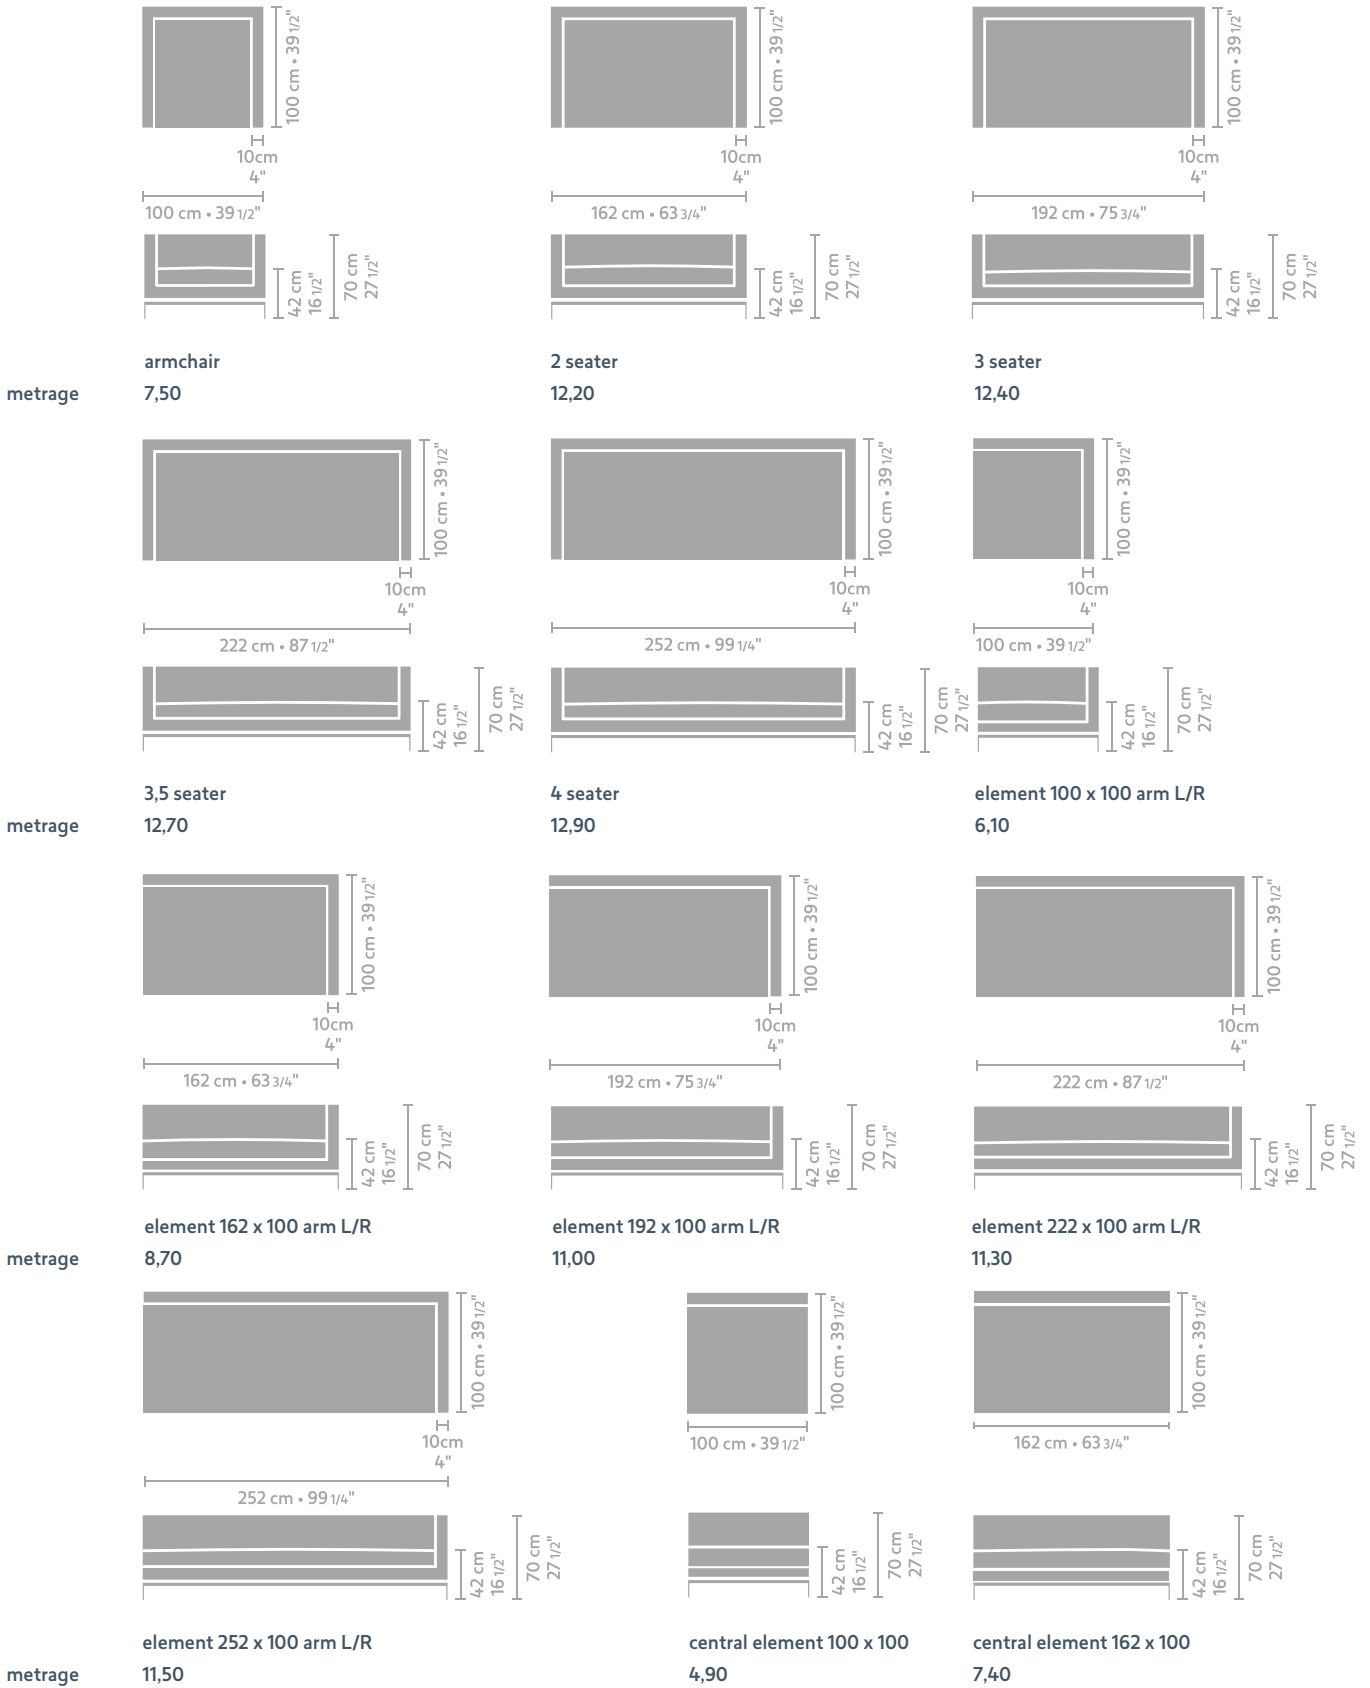 100 cm • 39 1/2"
10cm
4"
100 cm • 39 1/2"
42 cm
16 1/2"
70 cm
27 1/2"
armchair
metrage 7,50
100 cm • 39 1/2"
10cm
4"
162 cm • 63 3/4"
42 cm
16 1/2"
70 cm
27 1/2"
2 seater
12,20
100 cm • 39 1/2"
10cm
4"
192 cm • 75 3/4"
42 cm
16 1/2"
70 cm
27 1/2"
3 seater
12,40
100 cm • 39 1/2"
10cm
4"
222 cm • 87 1/2"
42 cm
16 1/2"
70 cm
27 1/2"
3,5 seater
metrage 12,70
100 cm • 39 1/2"
10cm
4"
252 cm • 99 1/4"
42 cm
16 1/2"
70 cm
27 1/2"
4 seater
12,90
100 cm • 39 1/2"
10cm
4"
100 cm • 39 1/2"
42 cm
16 1/2"
70 cm
27 1/2"
element 100 x 100 arm L/R
6,10
100 cm • 39 1/2"
10cm
4"
162 cm • 63 3/4"
42 cm
16 1/2"
70 cm
27 1/2"
element 162 x 100 arm L/R
metrage 8,70
100 cm • 39 1/2"
10cm
4"
192 cm • 75 3/4"
42 cm
16 1/2"
70 cm
27 1/2"
element 192 x 100 arm L/R
11,00
100 cm • 39 1/2"
10cm
4"
222 cm • 87 1/2"
42 cm
16 1/2"
70 cm
27 1/2"
element 222 x 100 arm L/R
11,30
100 cm • 39 1/2"
10cm
4"
252 cm • 99 1/4"
42 cm
16 1/2"
70 cm
27 1/2"
element 252 x 100 arm L/R
metrage 11,50
100 cm • 39 1/2"
100 cm • 39 1/2"
42 cm
16 1/2"
70 cm
27 1/2"
central element 100 x 100
4,90
100 cm • 39 1/2"
162 cm • 63 3/4"
42 cm
16 1/2"
70 cm
27 1/2"
central element 162 x 100
7,40